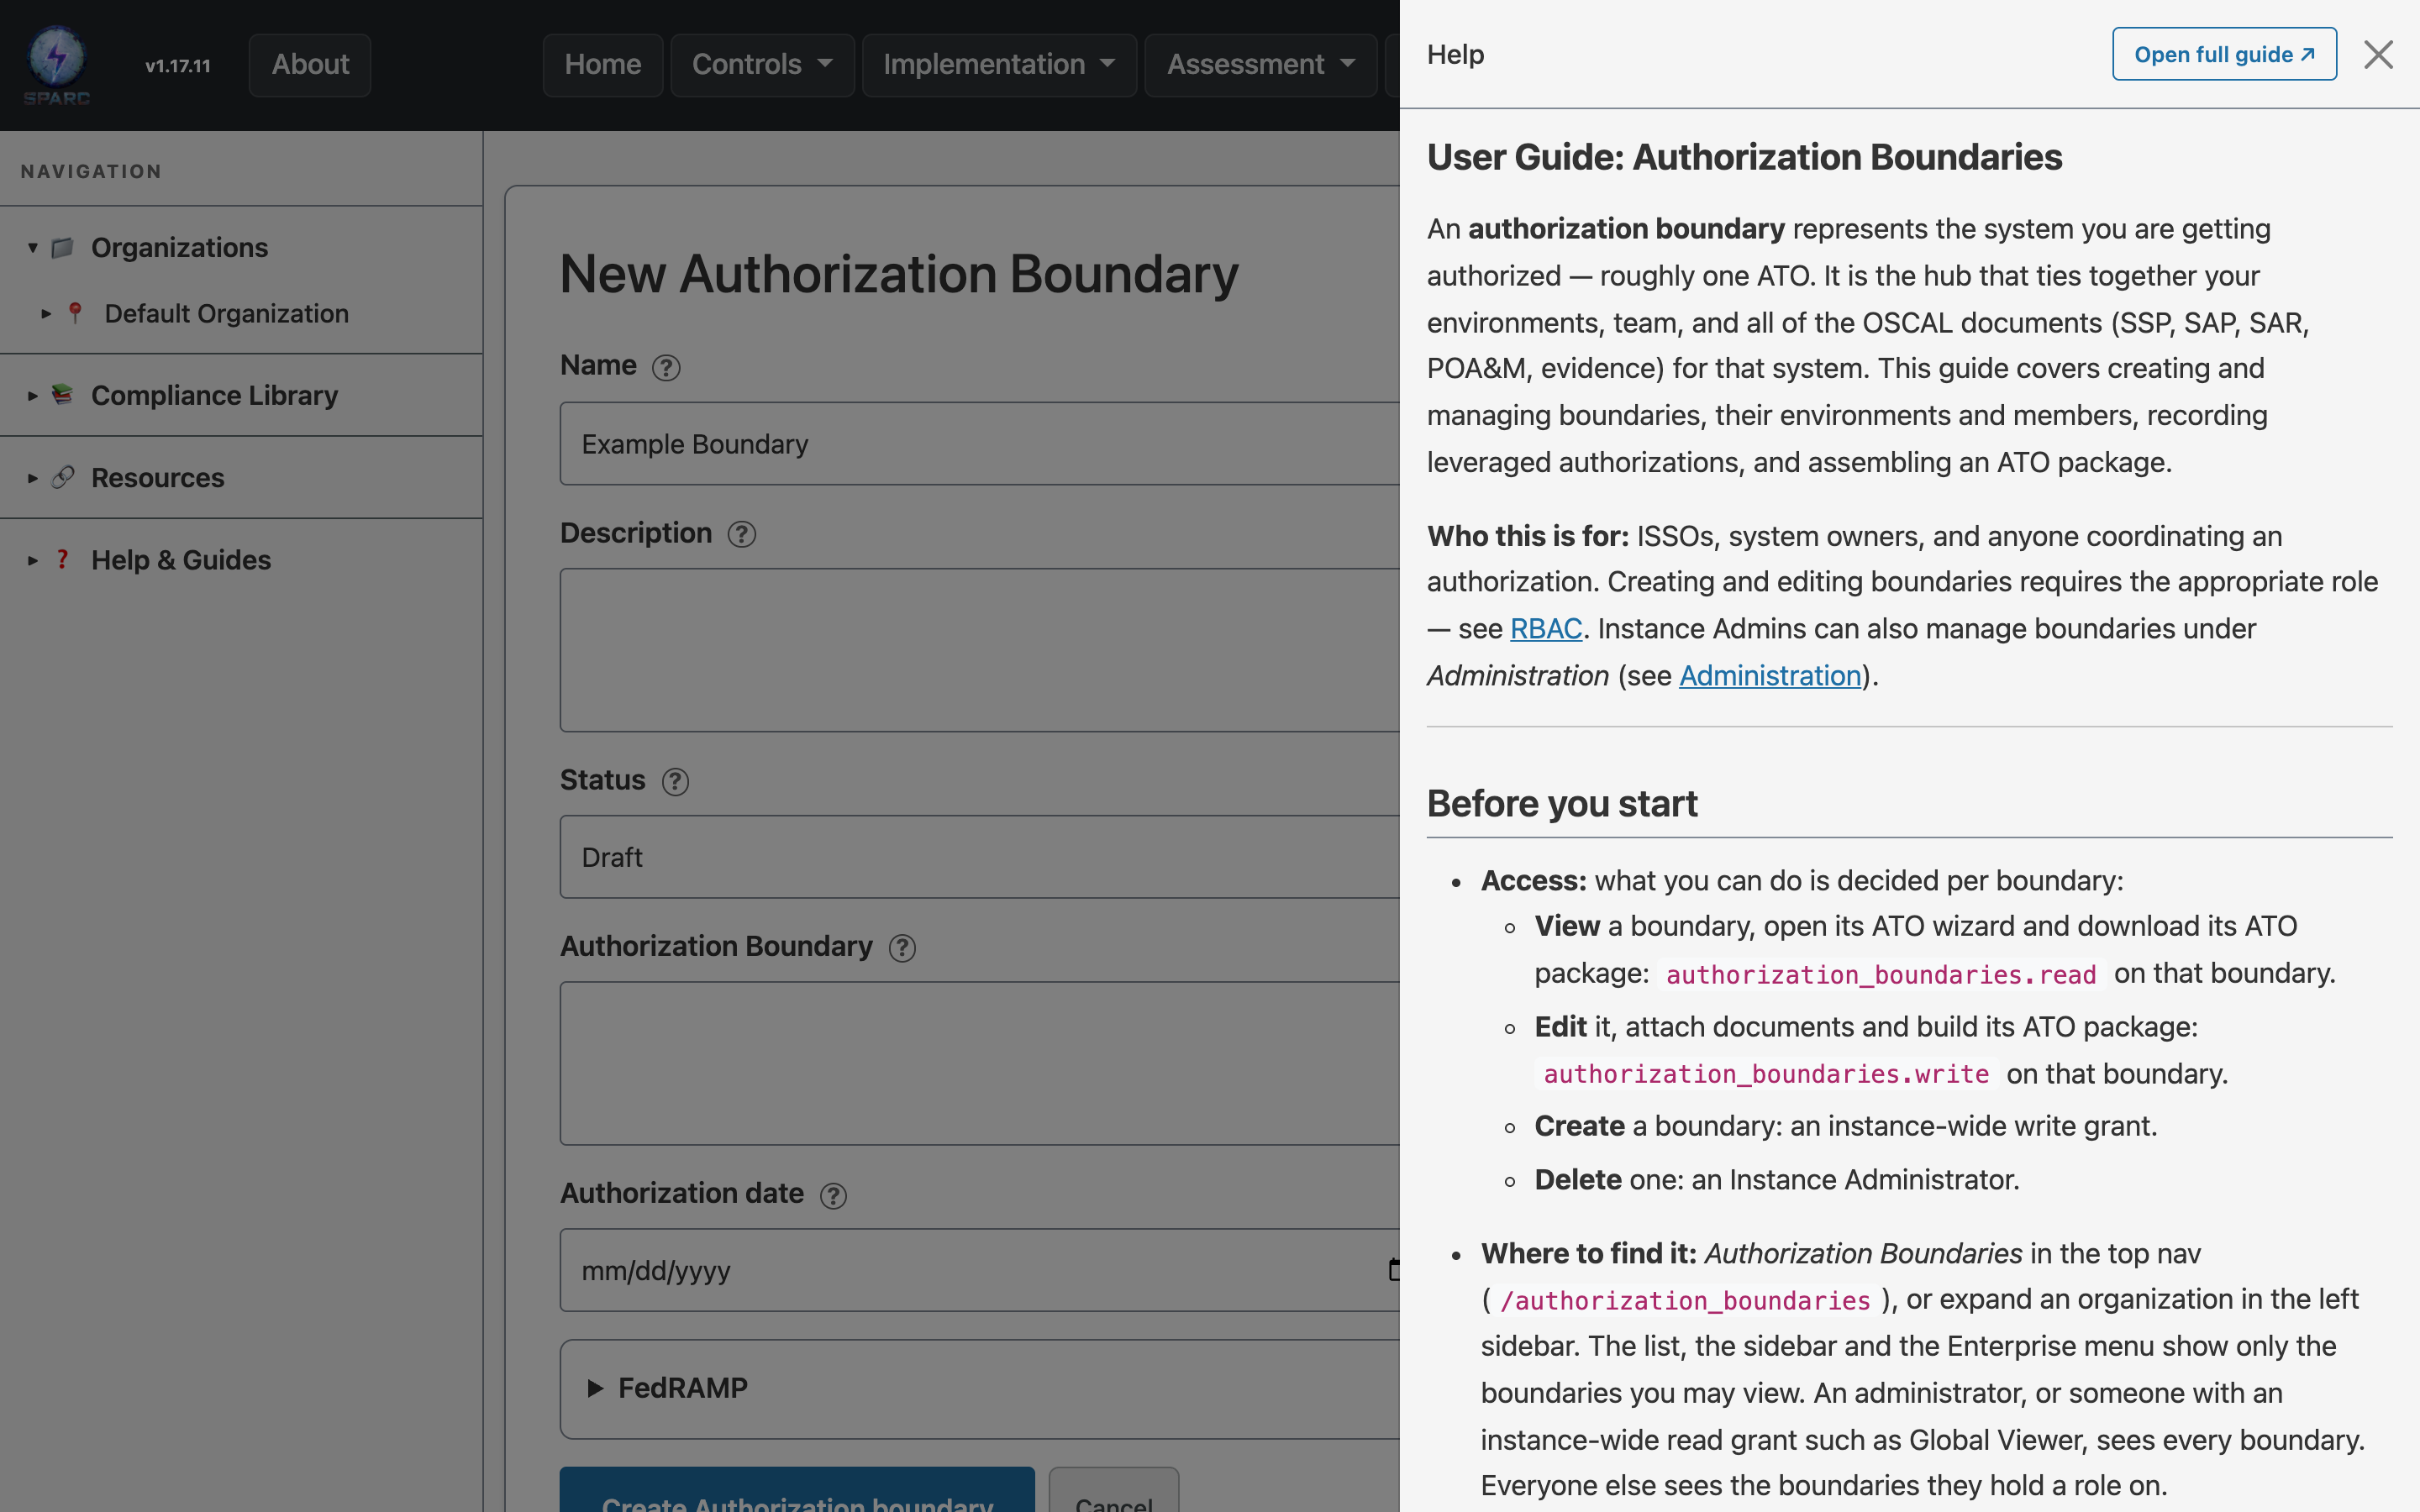 SPARC
v1.17.11
About
Home
Controls
Implementation
Assessment
NAVIGATION
Organizations
Default Organization
Compliance Library
Resources
Help & Guides
New Authorization Boundary
Name ?
Example Boundary
Description ?
Status ?
Draft
Authorization Boundary ?
Authorization date ?
mm/dd/yyyy
FedRAMP
Create Authorization boundary
Cancel
Help
Open full guide ↗
User Guide: Authorization Boundaries
An authorization boundary represents the system you are getting
authorized — roughly one ATO. It is the hub that ties together your
environments, team, and all of the OSCAL documents (SSP, SAP, SAR,
POA&M, evidence) for that system. This guide covers creating and
managing boundaries, their environments and members, recording
leveraged authorizations, and assembling an ATO package.
Who this is for: ISSOs, system owners, and anyone coordinating an
authorization. Creating and editing boundaries requires the appropriate role
— see RBAC. Instance Admins can also manage boundaries under
Administration (see Administration).
Before you start
• Access: what you can do is decided per boundary:
◦ View a boundary, open its ATO wizard and download its ATO
package: authorization_boundaries.read on that boundary.
◦ Edit it, attach documents and build its ATO package:
authorization_boundaries.write on that boundary.
◦ Create a boundary: an instance-wide write grant.
◦ Delete one: an Instance Administrator.
• Where to find it: Authorization Boundaries in the top nav
( /authorization_boundaries ), or expand an organization in the left
sidebar. The list, the sidebar and the Enterprise menu show only the
boundaries you may view. An administrator, or someone with an
instance-wide read grant such as Global Viewer, sees every boundary.
Everyone else sees the boundaries they hold a role on.